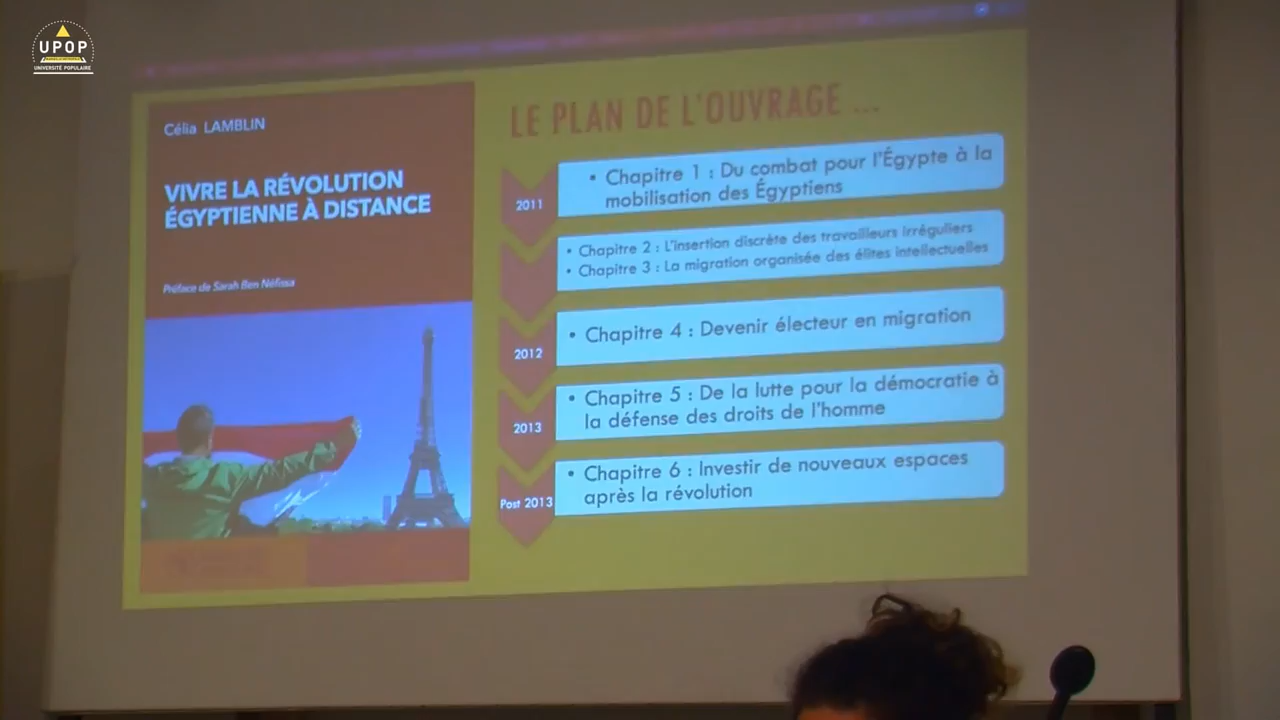 UPOP
UNIVERSITÉ POPULAIRE
Célia LAMBLIN
VIVRE LA RÉVOLUTION
ÉGYPTIENNE À DISTANCE
Préface de Sarah Ben Néfissa
LE PLAN DE L'OUVRAGE ...
2011
• Chapitre 1 : Du combat pour l'Égypte à la
mobilisation des Égyptiens
• Chapitre 2 : L'insertion discrète des travailleurs irréguliers
• Chapitre 3 : La migration organisée des élites intellectuelles
2012
• Chapitre 4 : Devenir électeur en migration
2013
• Chapitre 5 : De la lutte pour la démocratie à
la défense des droits de l'homme
Post 2013
• Chapitre 6 : Investir de nouveaux espaces
après la révolution